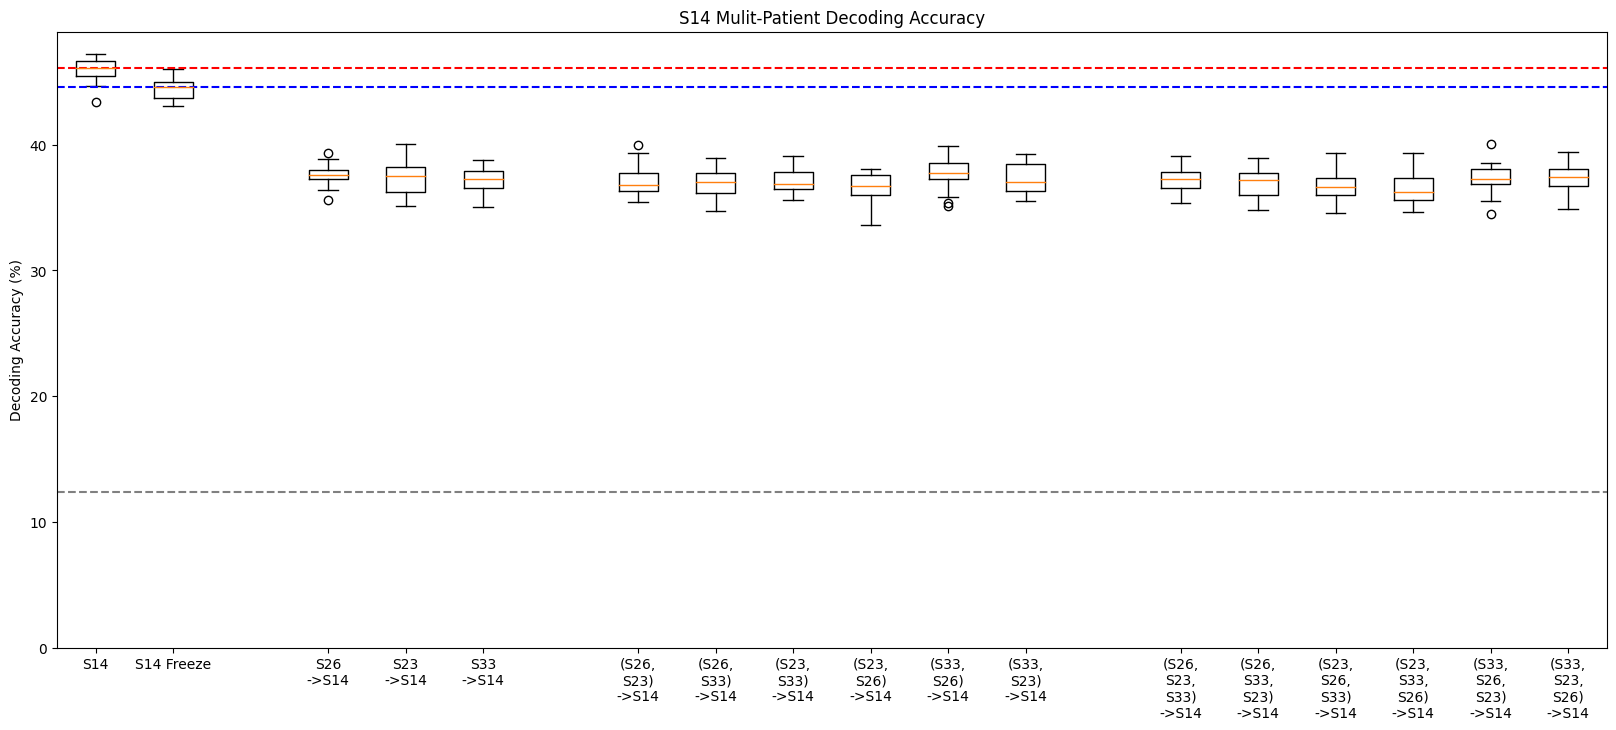 S14 Mulit-Patient Decoding Accuracy
Decoding Accuracy (%)
40
30
20
10
0
S14
S14 Freeze
S26
->S14
S23
->S14
S33
->S14
(S26,
S23)
->S14
(S26,
S33)
->S14
(S23,
S33)
->S14
(S23,
S26)
->S14
(S33,
S26)
->S14
(S33,
S23)
->S14
(S26,
S23,
S33)
->S14
(S26,
S33,
S23)
->S14
(S23,
S26,
S33)
->S14
(S23,
S33,
S26)
->S14
(S33,
S26,
S23)
->S14
(S33,
S23,
S26)
->S14